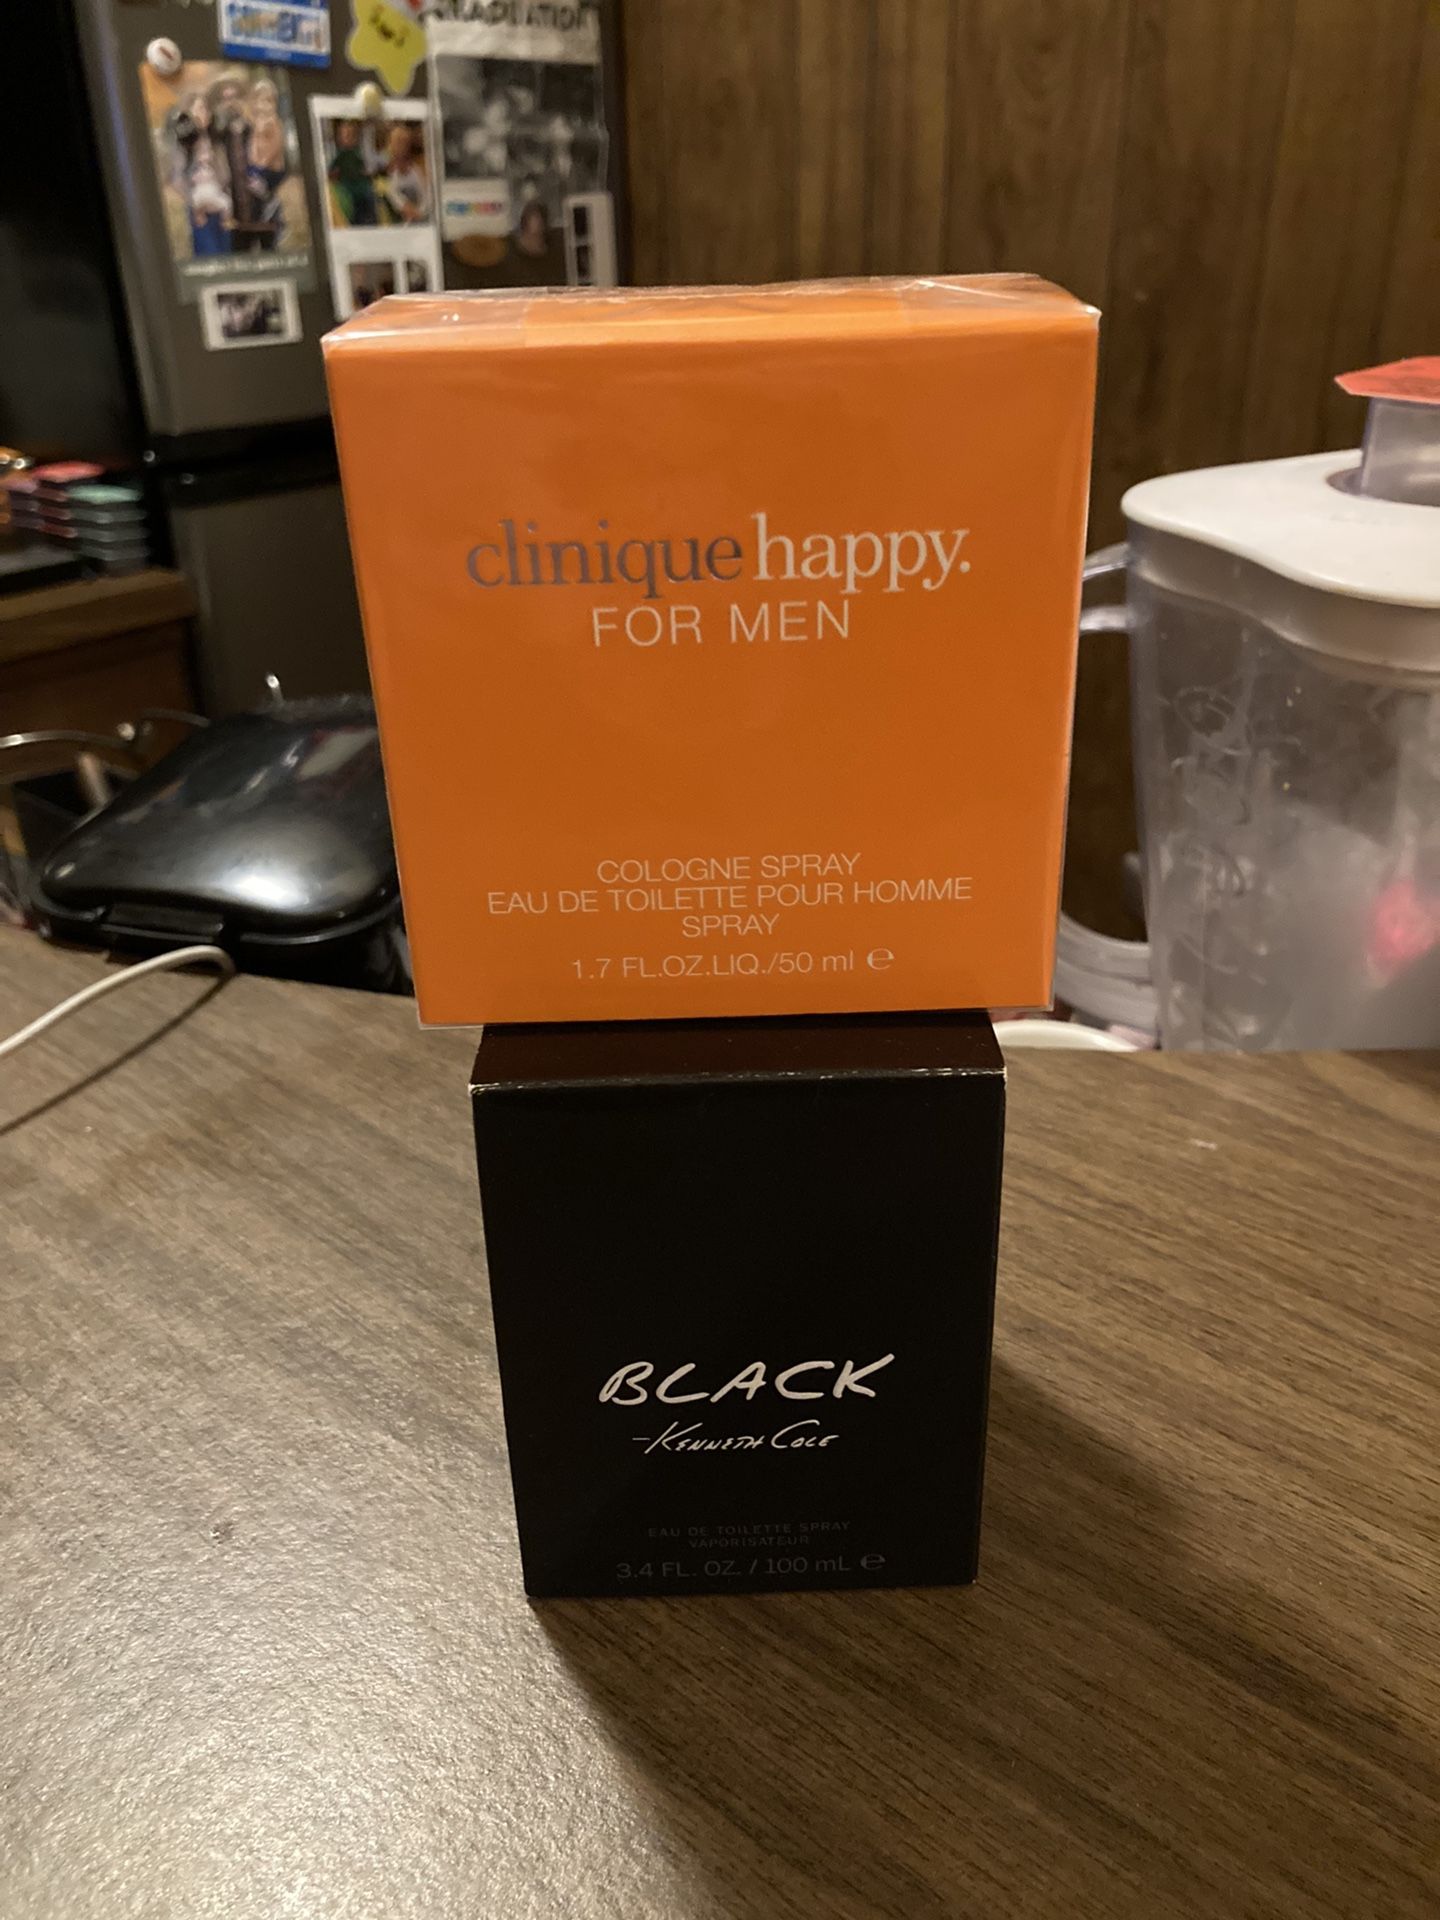 clinique happy.
FOR MEN
COLOGNE SPRAY
EAU DE TOILETTE POUR HOMME
SPRAY
1.7 FL.OZ.LIQ./50 ml ℮
BLACK
-KENNETH COLE
EAU DE TOILETTE SPRAY
VAPORISATEUR
3.4 FL. OZ. / 100 mL ℮